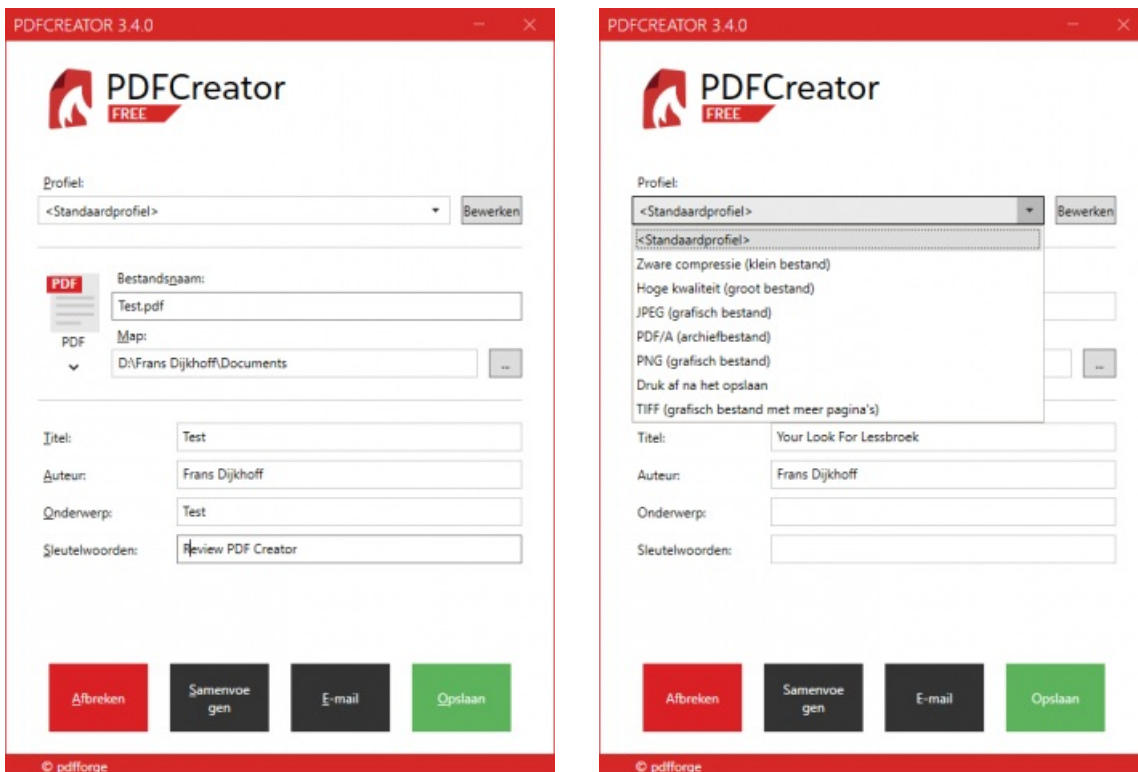 PDFCREATOR 3.4.0
PDFCreator
FREE
Profiel:
<Standaardprofiel>
Bewerken
PDF
PDF
Bestandsnaam:
Test.pdf
Map:
D:\Frans Dijkhoff\Documents
...
Titel:
Test
Auteur:
Frans Dijkhoff
Onderwerp:
Test
Sleutelwoorden:
Review PDF Creator
Afbreken
Samenvoe
gen
E-mail
Opslaan
© pdfforge
PDFCREATOR 3.4.0
PDFCreator
FREE
Profiel:
<Standaardprofiel>
Bewerken
<Standaardprofiel>
Zware compressie (klein bestand)
Hoge kwaliteit (groot bestand)
JPEG (grafisch bestand)
PDF/A (archiefbestand)
PNG (grafisch bestand)
Druk af na het opslaan
TIFF (grafisch bestand met meer pagina's)
...
Titel:
Your Look For Lessbroek
Auteur:
Frans Dijkhoff
Onderwerp:
Sleutelwoorden:
Afbreken
Samenvoe
gen
E-mail
Opslaan
© pdfforge